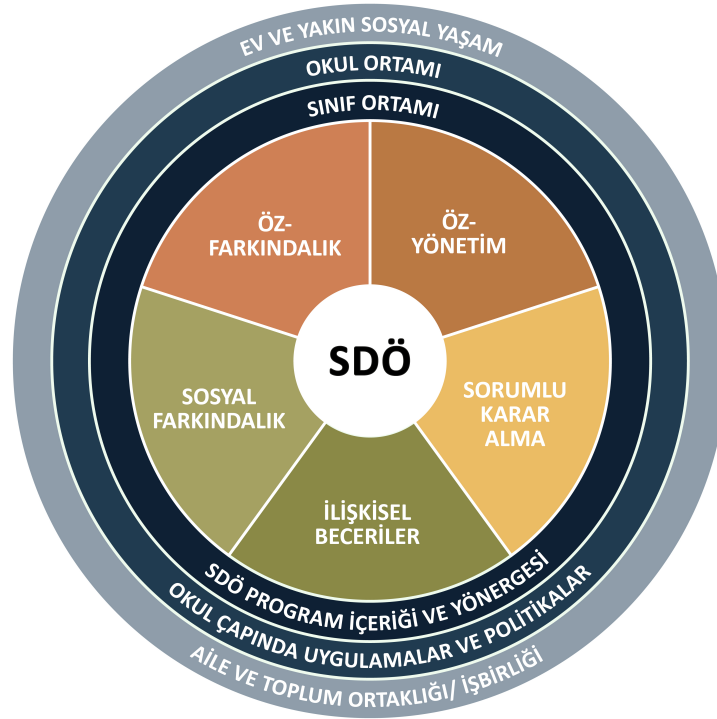 EV VE YAKIN SOSYAL YAŞAM
OKUL ORTAMI
SINIF ORTAMI
ÖZ-
FARKINDALIK
ÖZ-
YÖNETİM
SDÖ
SOSYAL
FARKINDALIK
SORUMLU
KARAR
ALMA
İLİŞKİSEL
BECERİLER
SDÖ PROGRAM İÇERİĞİ VE YÖNERGESİ
OKUL ÇAPINDA UYGULAMALAR VE POLİTİKALAR
AİLE VE TOPLUM ORTAKLIĞI/ İŞBİRLİĞİ